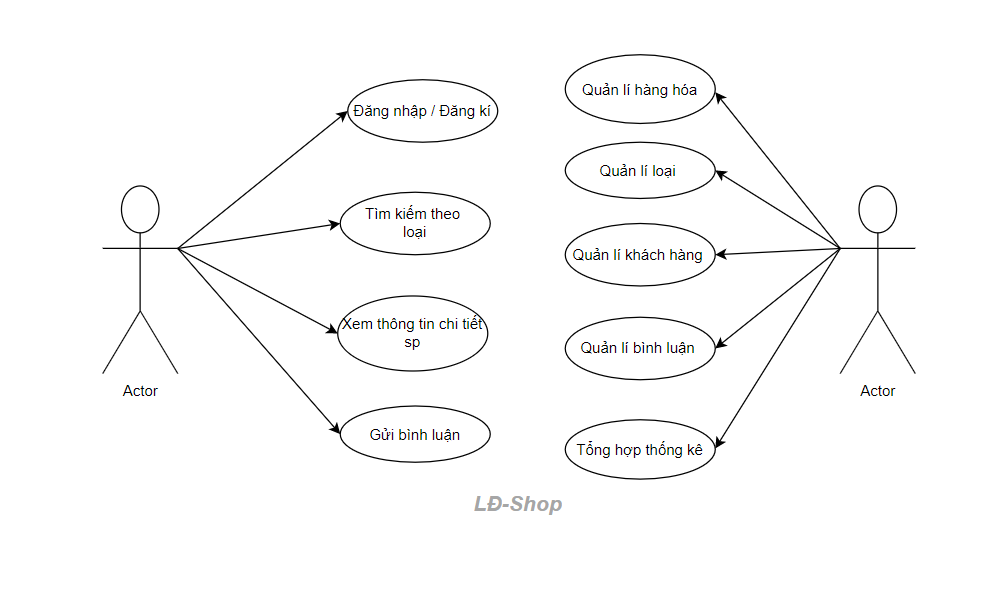 Đăng nhập / Đăng kí
Tìm kiếm theo
loại
Xem thông tin chi tiết
sp
Gửi bình luận
Actor
Quản lí hàng hóa
Quản lí loại
Quản lí khách hàng
Quản lí bình luận
Tổng hợp thống kê
Actor
LĐ-Shop